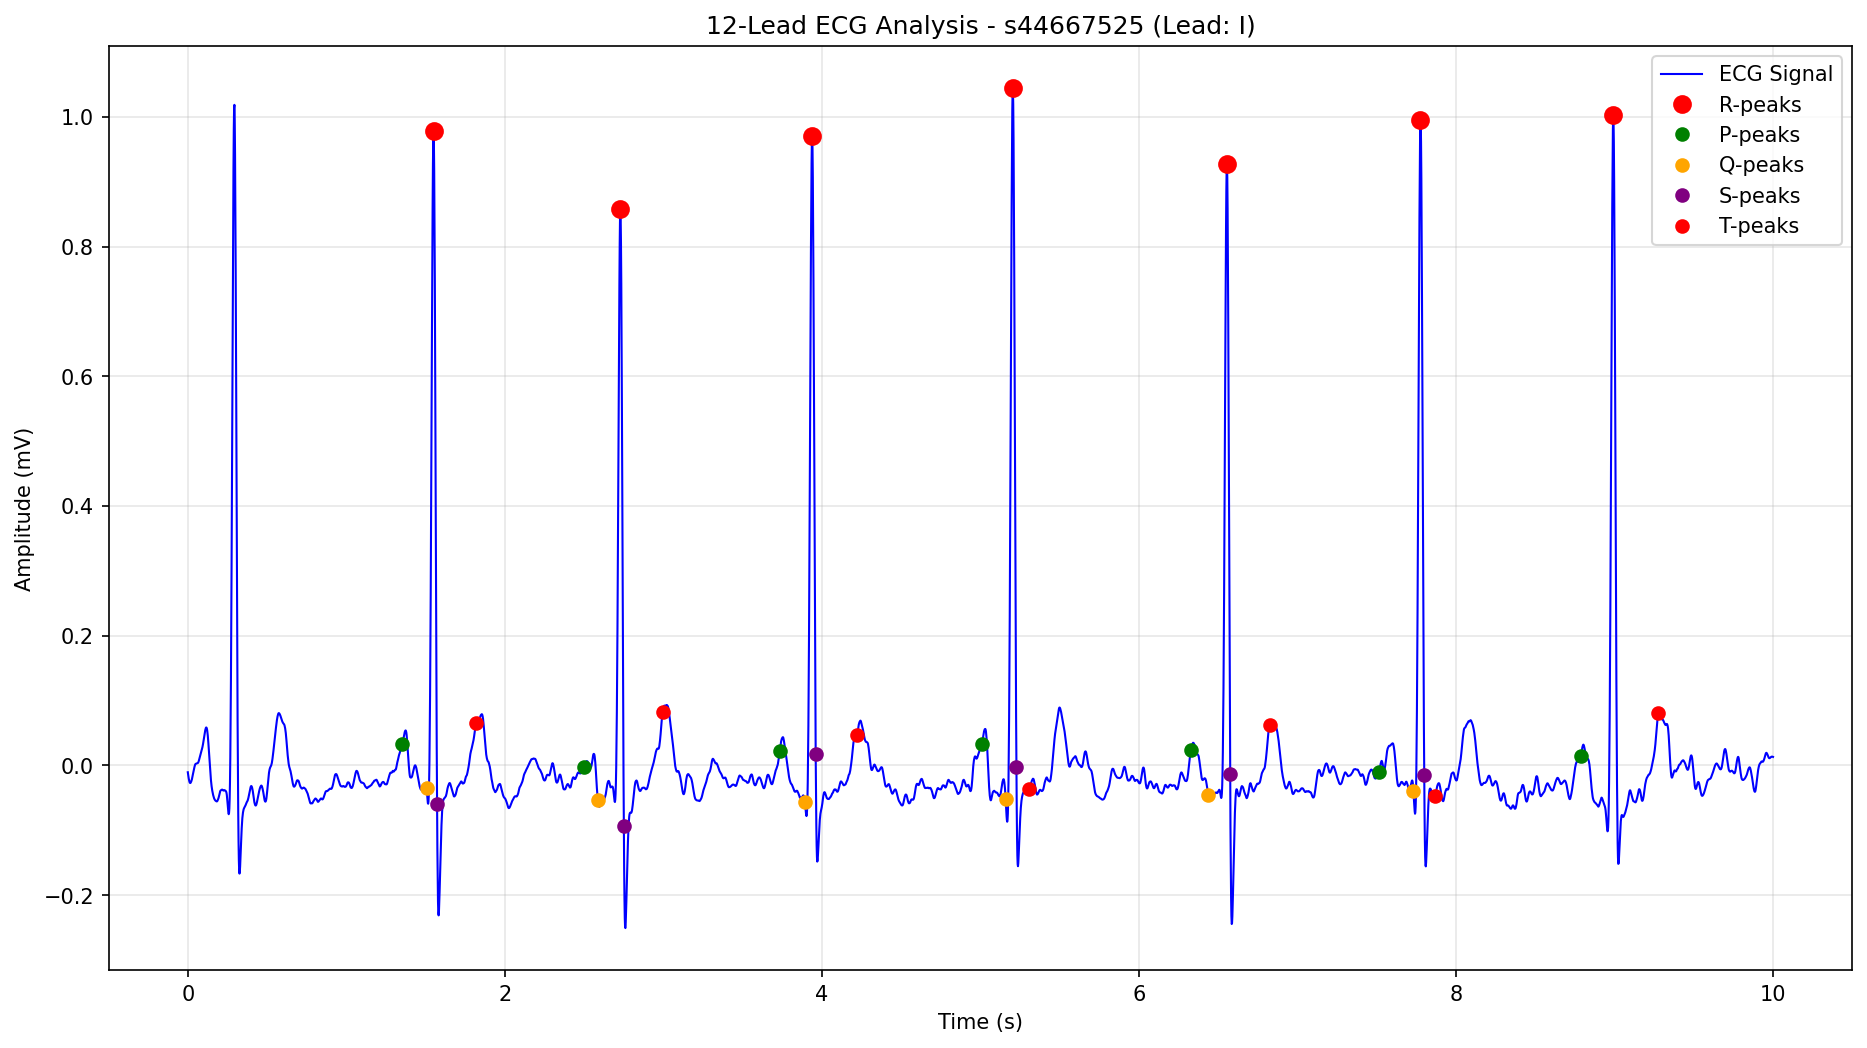 12-Lead ECG Analysis - s44667525 (Lead: I)
ECG Signal
R-peaks
P-peaks
Q-peaks
S-peaks
T-peaks
Amplitude (mV)
1.0
0.8
0.6
0.4
0.2
0.0
−0.2
0 2 4 6 8 10
Time (s)